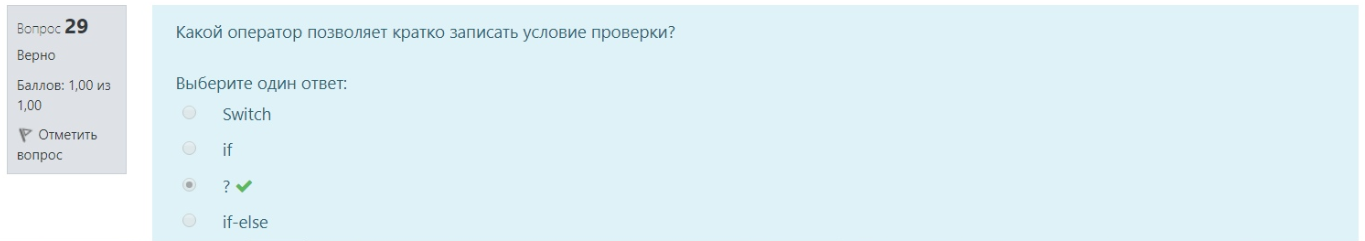 Вопрос 29
Верно
Баллов: 1,00 из
1,00
Отметить
вопрос
Какой оператор позволяет кратко записать условие проверки?
Выберите один ответ:
Switch
if
?
if-else